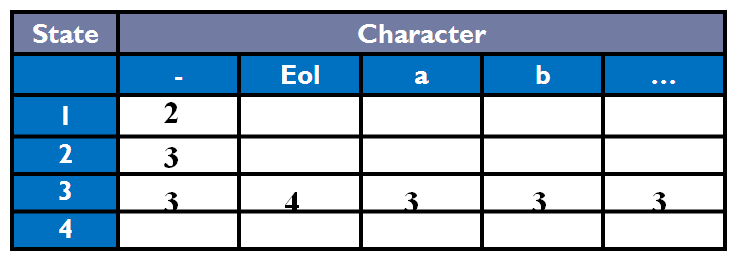 State Character
- Eol a b ...
1 2
2 3
3 3 4 3 3 3
4